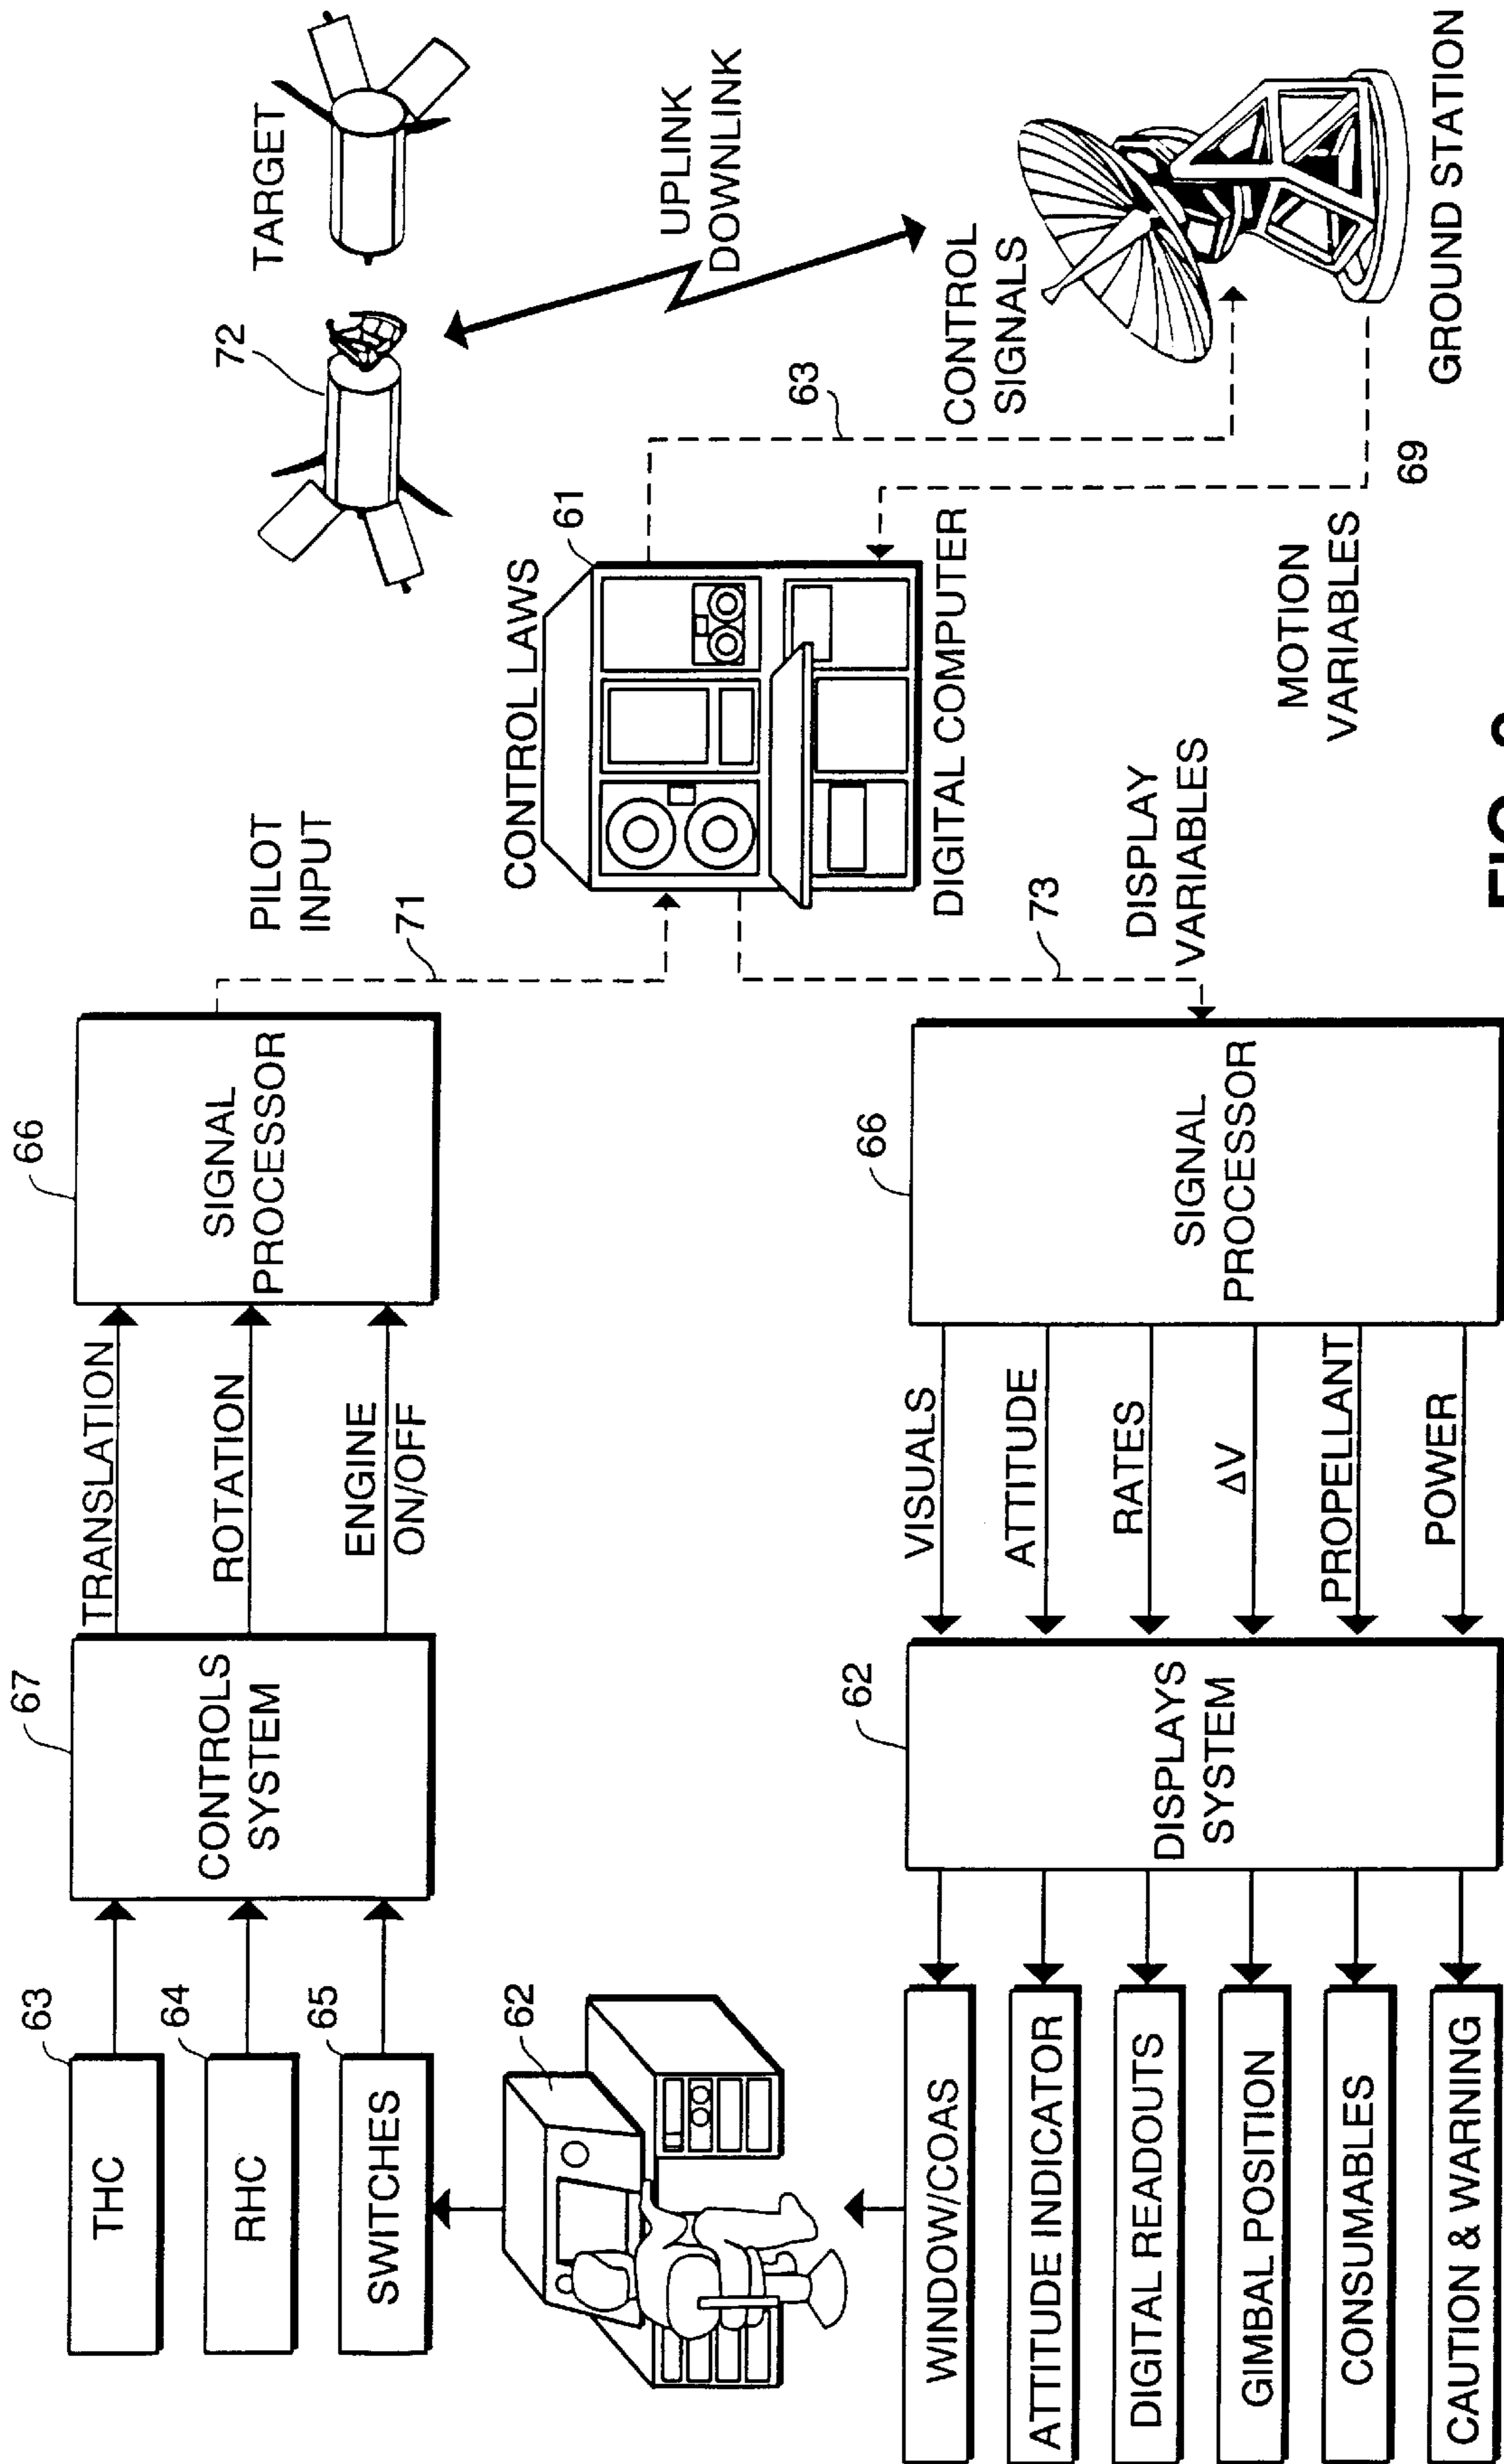 63
THC
64
RHC
65
SWITCHES
67
CONTROLS
SYSTEM
TRANSLATION
ROTATION
ENGINE
ON/OFF
66
SIGNAL
PROCESSOR
PILOT
INPUT
71
CONTROL LAWS
61
DIGITAL COMPUTER
72
TARGET
UPLINK
DOWNLINK
63
CONTROL
SIGNALS
GROUND STATION
69
MOTION
VARIABLES
73
DISPLAY
VARIABLES
66
SIGNAL
PROCESSOR
VISUALS
ATTITUDE
RATES
ΔV
PROPELLANT
POWER
62
DISPLAYS
SYSTEM
62
WINDOW/COAS
ATTITUDE INDICATOR
DIGITAL READOUTS
GIMBAL POSITION
CONSUMABLES
CAUTION & WARNING
FIG.